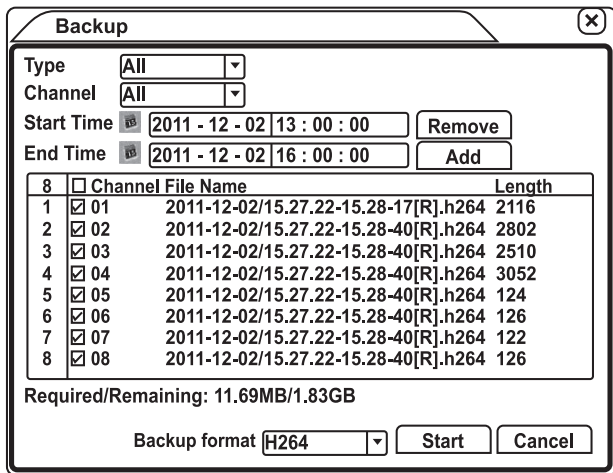 Backup
Type All
Channel All
Start Time 2011 - 12 - 02 13 : 00 : 00 Remove
End Time 2011 - 12 - 02 16 : 00 : 00 Add
8 Channel File Name Length
1 01 2011-12-02/15.27.22-15.28-17[R].h264 2116
2 02 2011-12-02/15.27.22-15.28-40[R].h264 2802
3 03 2011-12-02/15.27.22-15.28-40[R].h264 2510
4 04 2011-12-02/15.27.22-15.28-40[R].h264 3052
5 05 2011-12-02/15.27.22-15.28-40[R].h264 124
6 06 2011-12-02/15.27.22-15.28-40[R].h264 126
7 07 2011-12-02/15.27.22-15.28-40[R].h264 122
8 08 2011-12-02/15.27.22-15.28-40[R].h264 126
Required/Remaining: 11.69MB/1.83GB
Backup format H264 Start Cancel